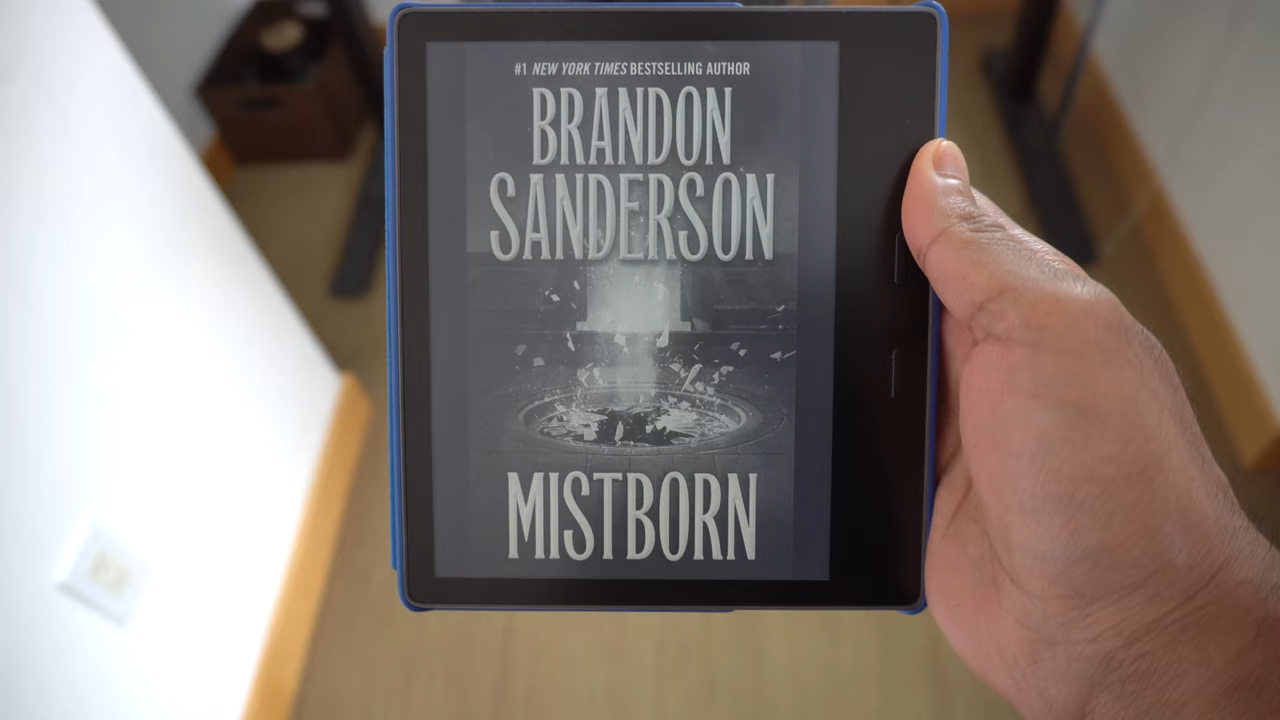 #1 NEW YORK TIMES BESTSELLING AUTHOR
BRANDON
SANDERSON
MISTBORN